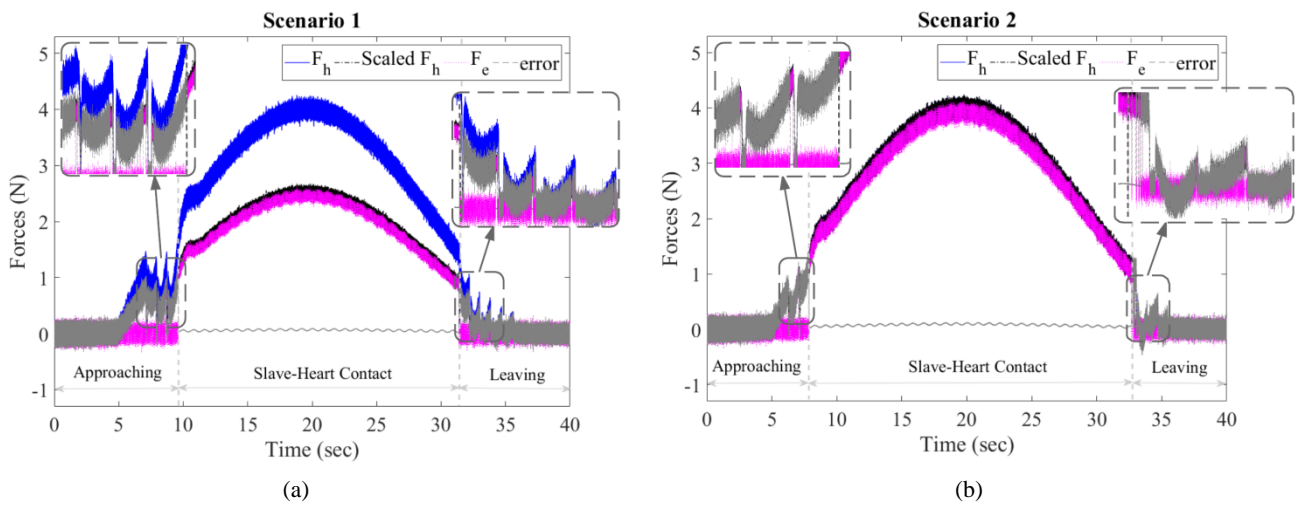 Scenario 1
F_h Scaled F_h F_e error
Forces (N)
5
4
3
2
1
0
-1
Approaching
Slave-Heart Contact
Leaving
0 5 10 15 20 25 30 35 40
Time (sec)
(a)
Scenario 2
F_h Scaled F_h F_e error
Forces (N)
5
4
3
2
1
0
-1
Approaching
Slave-Heart Contact
Leaving
0 5 10 15 20 25 30 35 40
Time (sec)
(b)